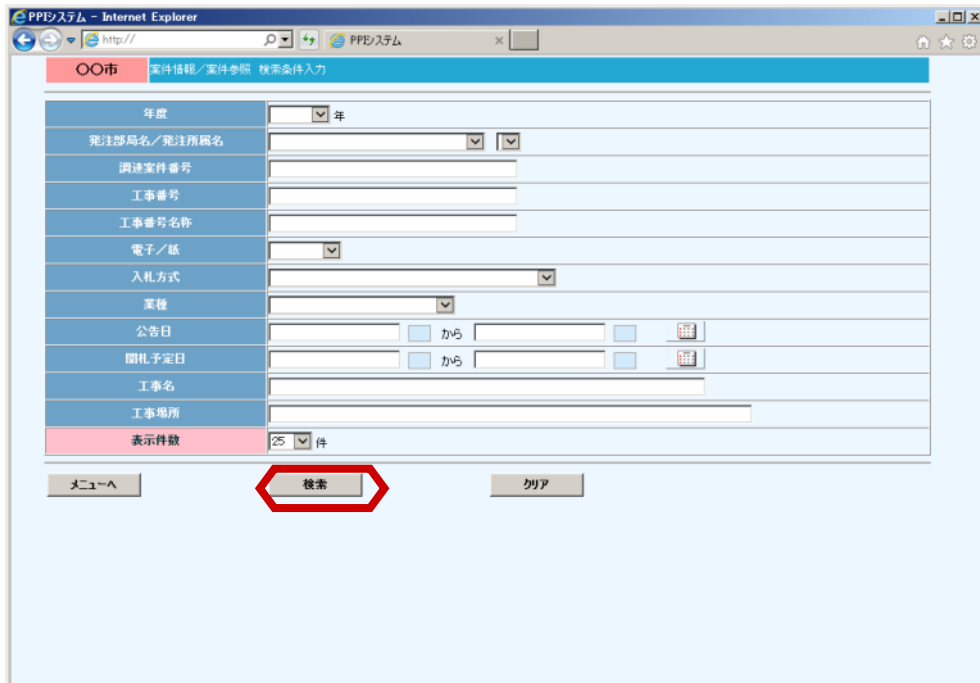 PPIシステム - Internet Explorer
http://
PPIシステム
〇〇市 案件情報／案件参照 検索条件入力
年度 年
発注部局名／発注所属名
調達案件番号
工事番号
工事番号名称
電子／紙
入札方式
業種
公告日 から
開札予定日 から
工事名
工事場所
表示件数 25 件
メニューへ 検索 クリア